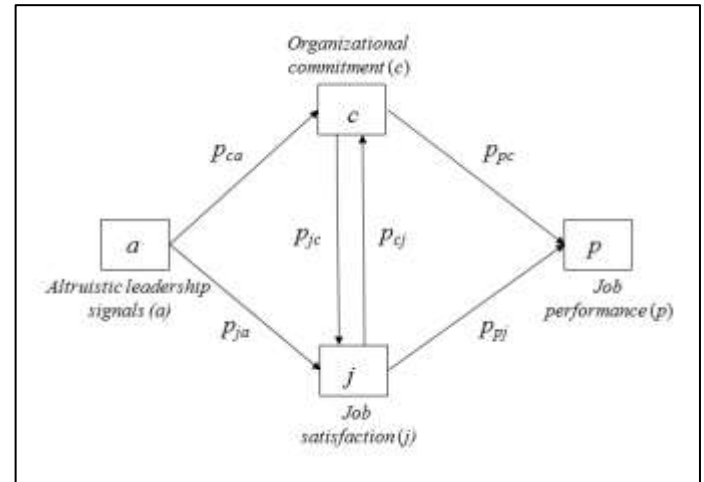 Organizational
commitment (c)
c
p_ca
p_pc
a
p_jc
p_cj
p
Altruistic leadership
signals (a)
Job
performance (p)
p_ja
p_pj
j
Job
satisfaction (j)